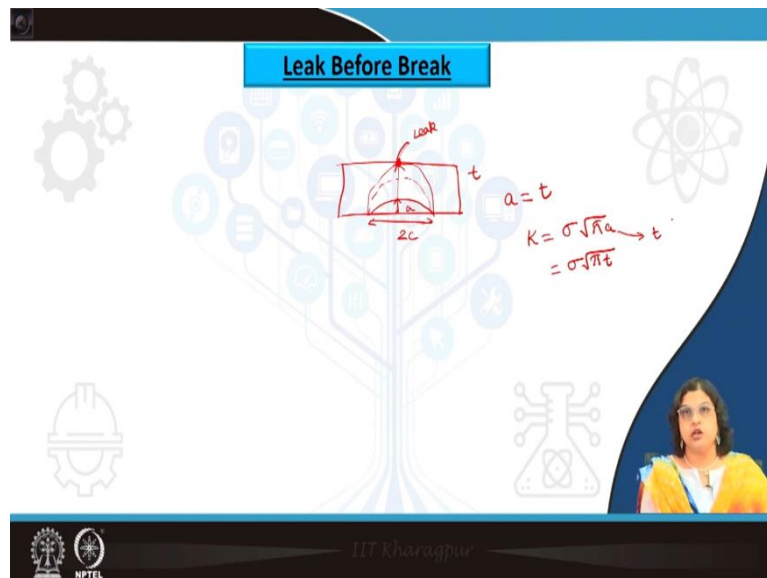 Leak Before Break
Leak
t
a
2c
a = t
K = σ√πa → t
= σ√πt
IIT Kharagpur
NPTEL